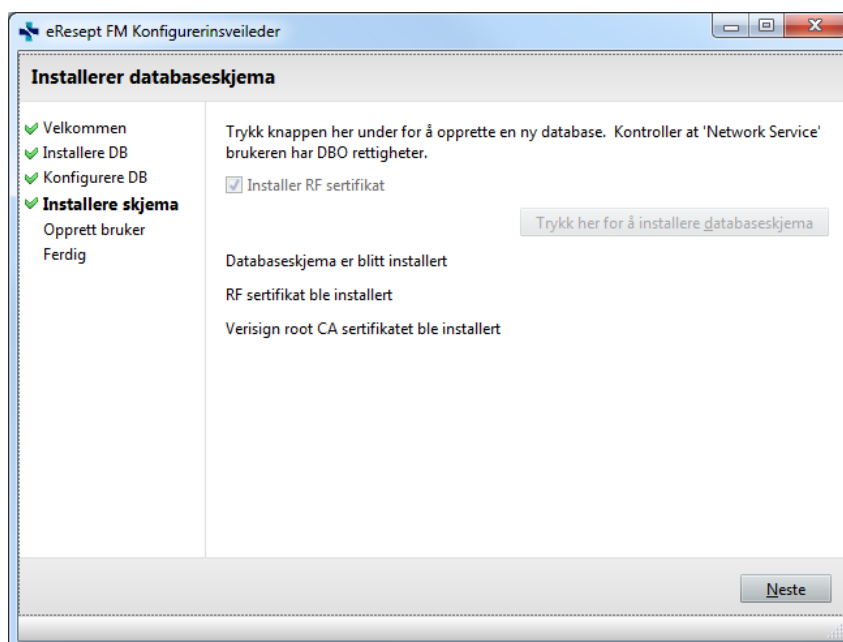 eResept FM Konfigurerinsveileder
Installerer databaseskjema
Velkommen
Installere DB
Konfigurere DB
Installere skjema
Opprett bruker
Ferdig
Trykk knappen her under for å opprette en ny database. Kontroller at 'Network Service'
brukeren har DBO rettigheter.
Installer RF sertifikat
Trykk her for å installere databaseskjema
Databaseskjema er blitt installert
RF sertifikat ble installert
Verisign root CA sertifikatet ble installert
Neste